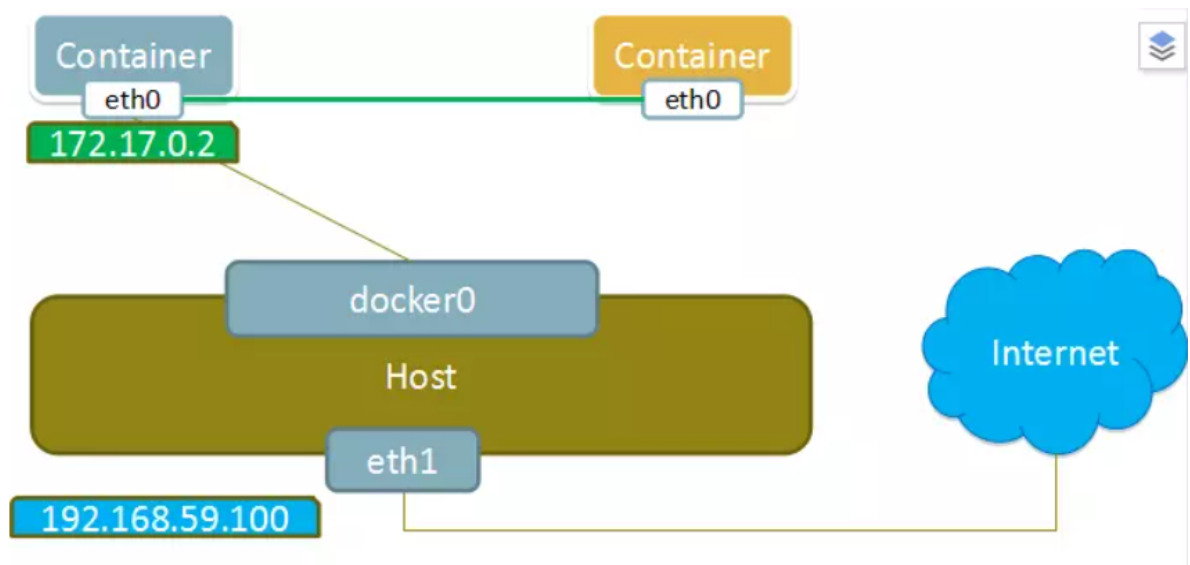 Container
Container
eth0
eth0
172.17.0.2
docker0
Host
Internet
eth1
192.168.59.100